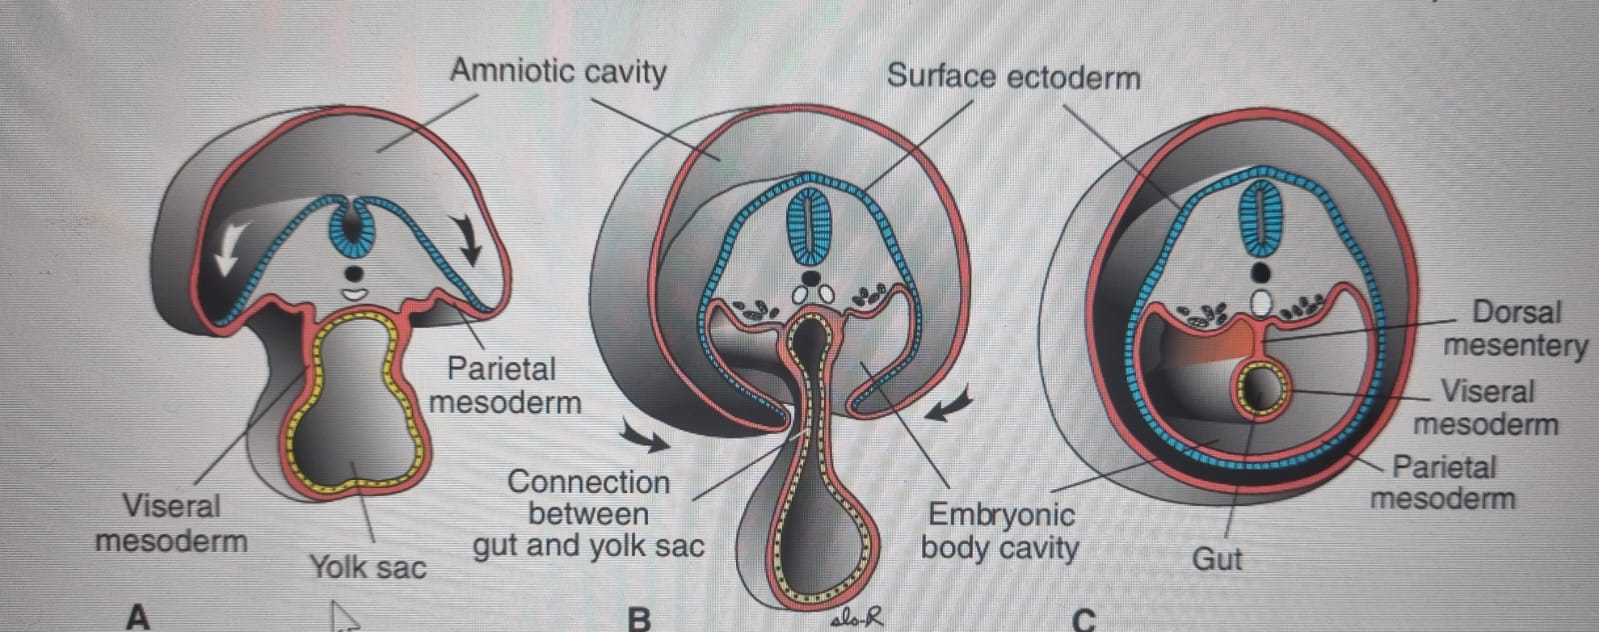 Amniotic cavity
Surface ectoderm
Parietal
mesoderm
Viseral
mesoderm
Yolk sac
Connection
between
gut and yolk sac
Embryonic
body cavity
Dorsal
mesentery
Viseral
mesoderm
Parietal
mesoderm
Gut
A
B
C